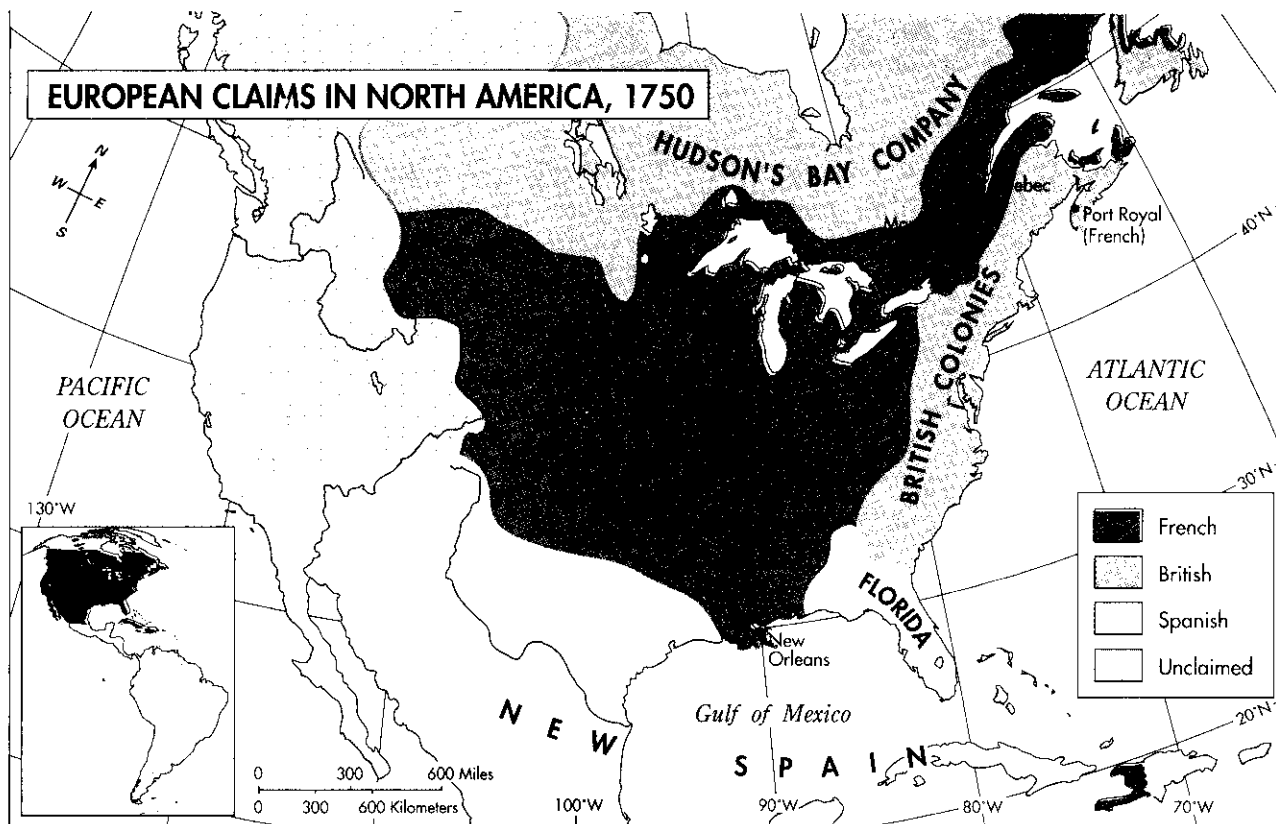 EUROPEAN CLAIMS IN NORTH AMERICA, 1750
N
W
E
S
HUDSON'S BAY COMPANY
Port Royal
(French)
40°N
PACIFIC
OCEAN
ATLANTIC
OCEAN
BRITISH COLONIES
30°N
130°W
French
British
Spanish
Unclaimed
FLORIDA
New
Orleans
Gulf of Mexico
NEW
SPAIN
20°N
0 300 600 Miles
0 300 600 Kilometers
100°W
90°W
80°W
70°W